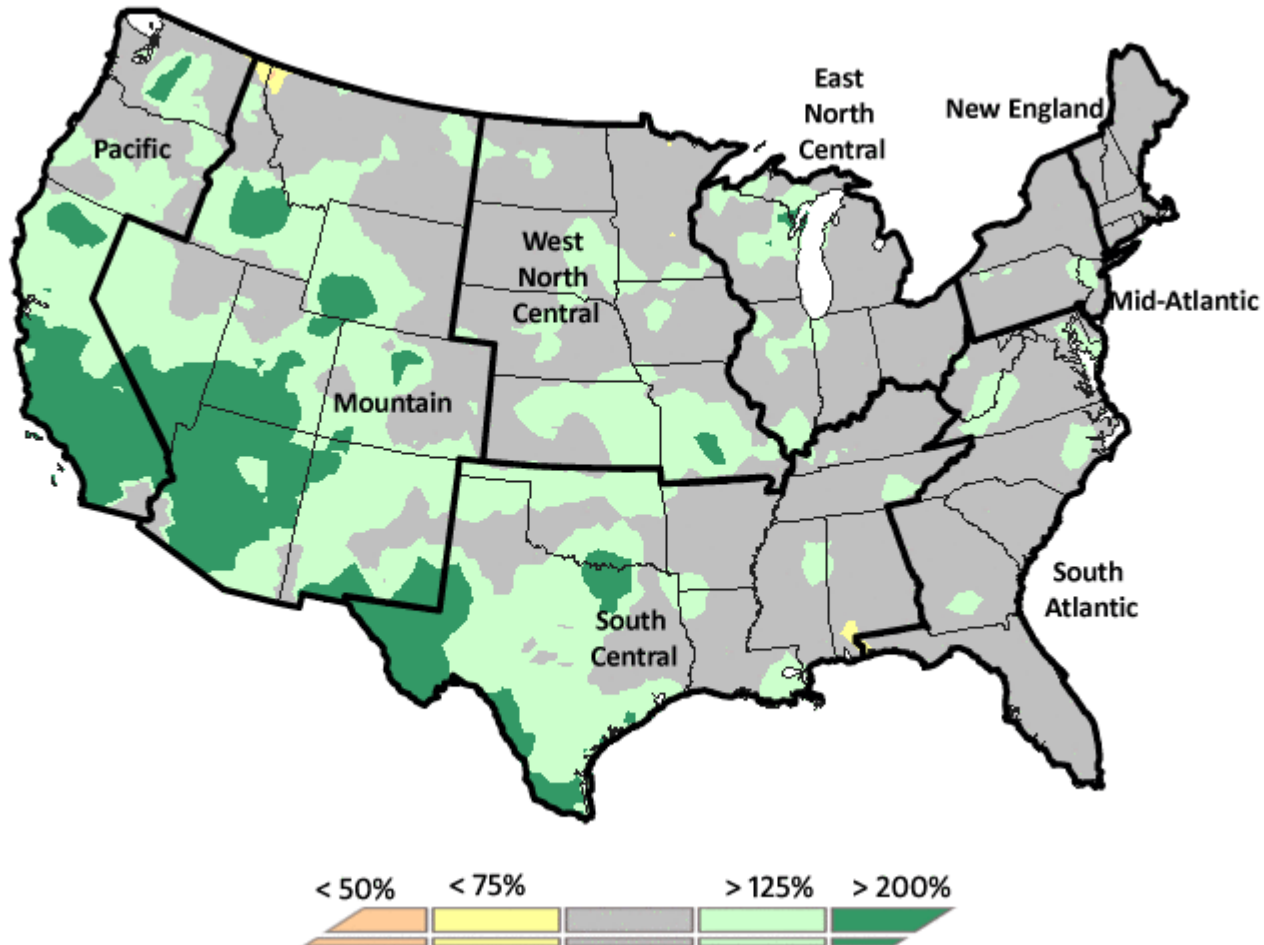 East
North
Central
New England
Pacific
West
North
Central
Mid-Atlantic
Mountain
South
Atlantic
South
Central
< 50%
< 75%
> 125%
> 200%